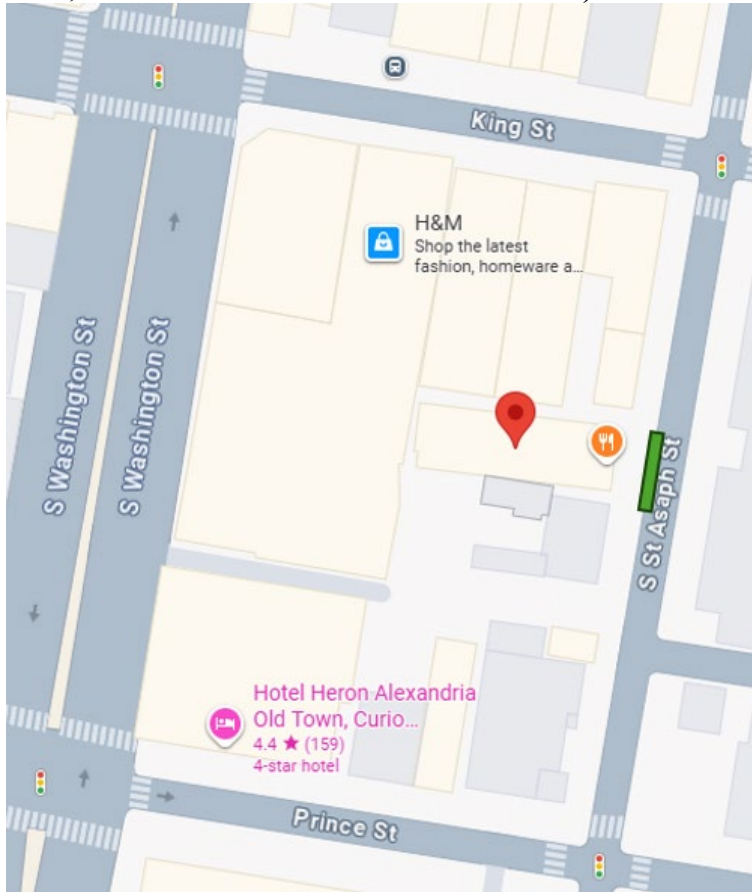 King St
H&M
Shop the latest
fashion, homeware a...
S Washington St
S Washington St
S St Asaph St
Hotel Heron Alexandria
Old Town, Curio...
4.4 ★ (159)
4-star hotel
Prince St